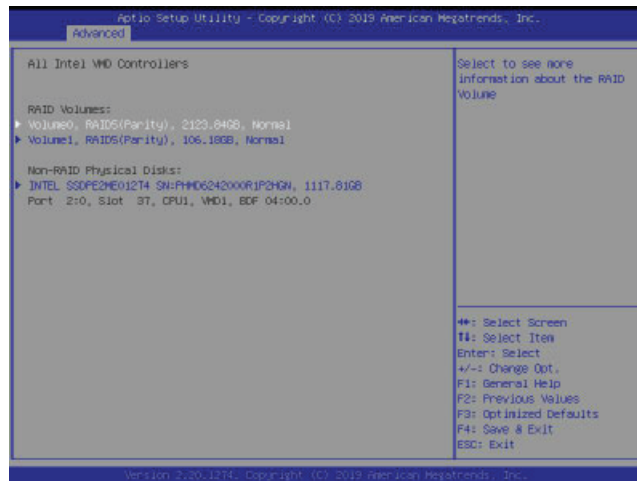 Aptio Setup Utility - Copyright (C) 2019 American Megatrends, Inc.
Advanced
All Intel VMD Controllers
Select to see more
information about the RAID
Volume
RAID Volumes:
Volume0, RAID5(Parity), 2123.84GB, Normal
Volume1, RAID5(Parity), 106.18GB, Normal
Non-RAID Physical Disks:
INTEL SSDPE2ME012T4 SN:PHMD6242000R1P2HGN, 1117.81GB
Port 2:0, Slot 37, CPU1, VMD1, BDF 04:00.0
→←: Select Screen
↑↓: Select Item
Enter: Select
+/-: Change Opt.
F1: General Help
F2: Previous Values
F3: Optimized Defaults
F4: Save & Exit
ESC: Exit
Version 2.20.1274. Copyright (C) 2019 American Megatrends, Inc.